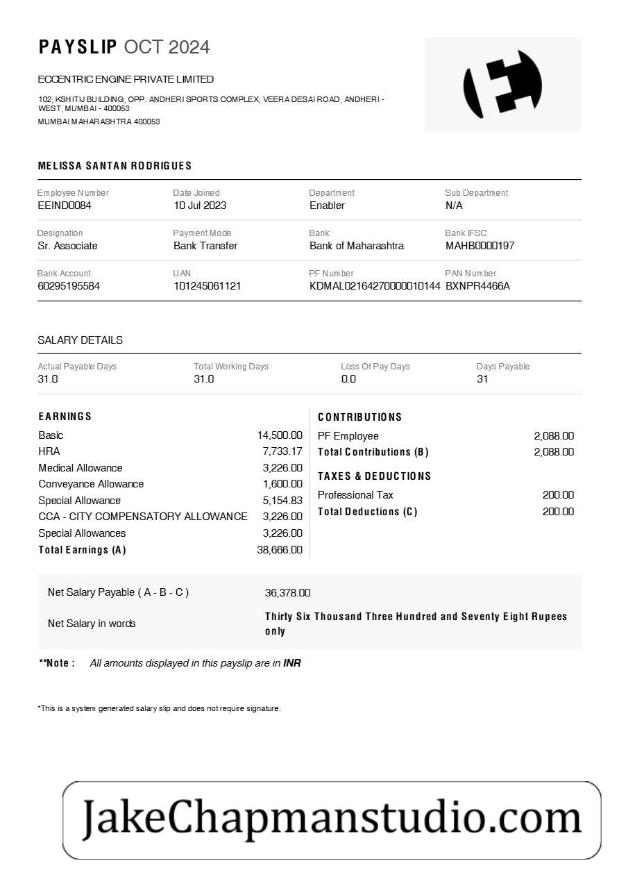 PAYSLIP OCT 2024
ECCENTRIC ENGINE PRIVATE LIMITED
102, KSHITIJ BUILDING, OPP. ANDHERI SPORTS COMPLEX, VEERA DESAI ROAD, ANDHERI -
WEST, MUMBAI - 400053
MUMBAI MAHARASHTRA 400053
MELISSA SANTAN RODRIGUES
Employee Number Date Joined Department Sub Department
EEIND0084 10 Jul 2023 Enabler N/A
Designation Payment Mode Bank Bank IFSC
Sr. Associate Bank Transfer Bank of Maharashtra MAHB0000197
Bank Account UAN PF Number PAN Number
60295195584 101245061121 KDMAL02164270000010144 BXNPR4466A
SALARY DETAILS
Actual Payable Days Total Working Days Loss Of Pay Days Days Payable
31.0 31.0 0.0 31
EARNINGS
Basic 14,500.00
HRA 7,733.17
Medical Allowance 3,226.00
Conveyance Allowance 1,600.00
Special Allowance 5,154.83
CCA - CITY COMPENSATORY ALLOWANCE 3,226.00
Special Allowances 3,226.00
Total Earnings (A) 38,666.00
CONTRIBUTIONS
PF Employee 2,088.00
Total Contributions (B) 2,088.00
TAXES & DEDUCTIONS
Professional Tax 200.00
Total Deductions (C) 200.00
Net Salary Payable ( A - B - C ) 36,378.00
Net Salary in words Thirty Six Thousand Three Hundred and Seventy Eight Rupees
only
**Note : All amounts displayed in this payslip are in INR
*This is a system generated salary slip and does not require signature.
JakeChapmanstudio.com